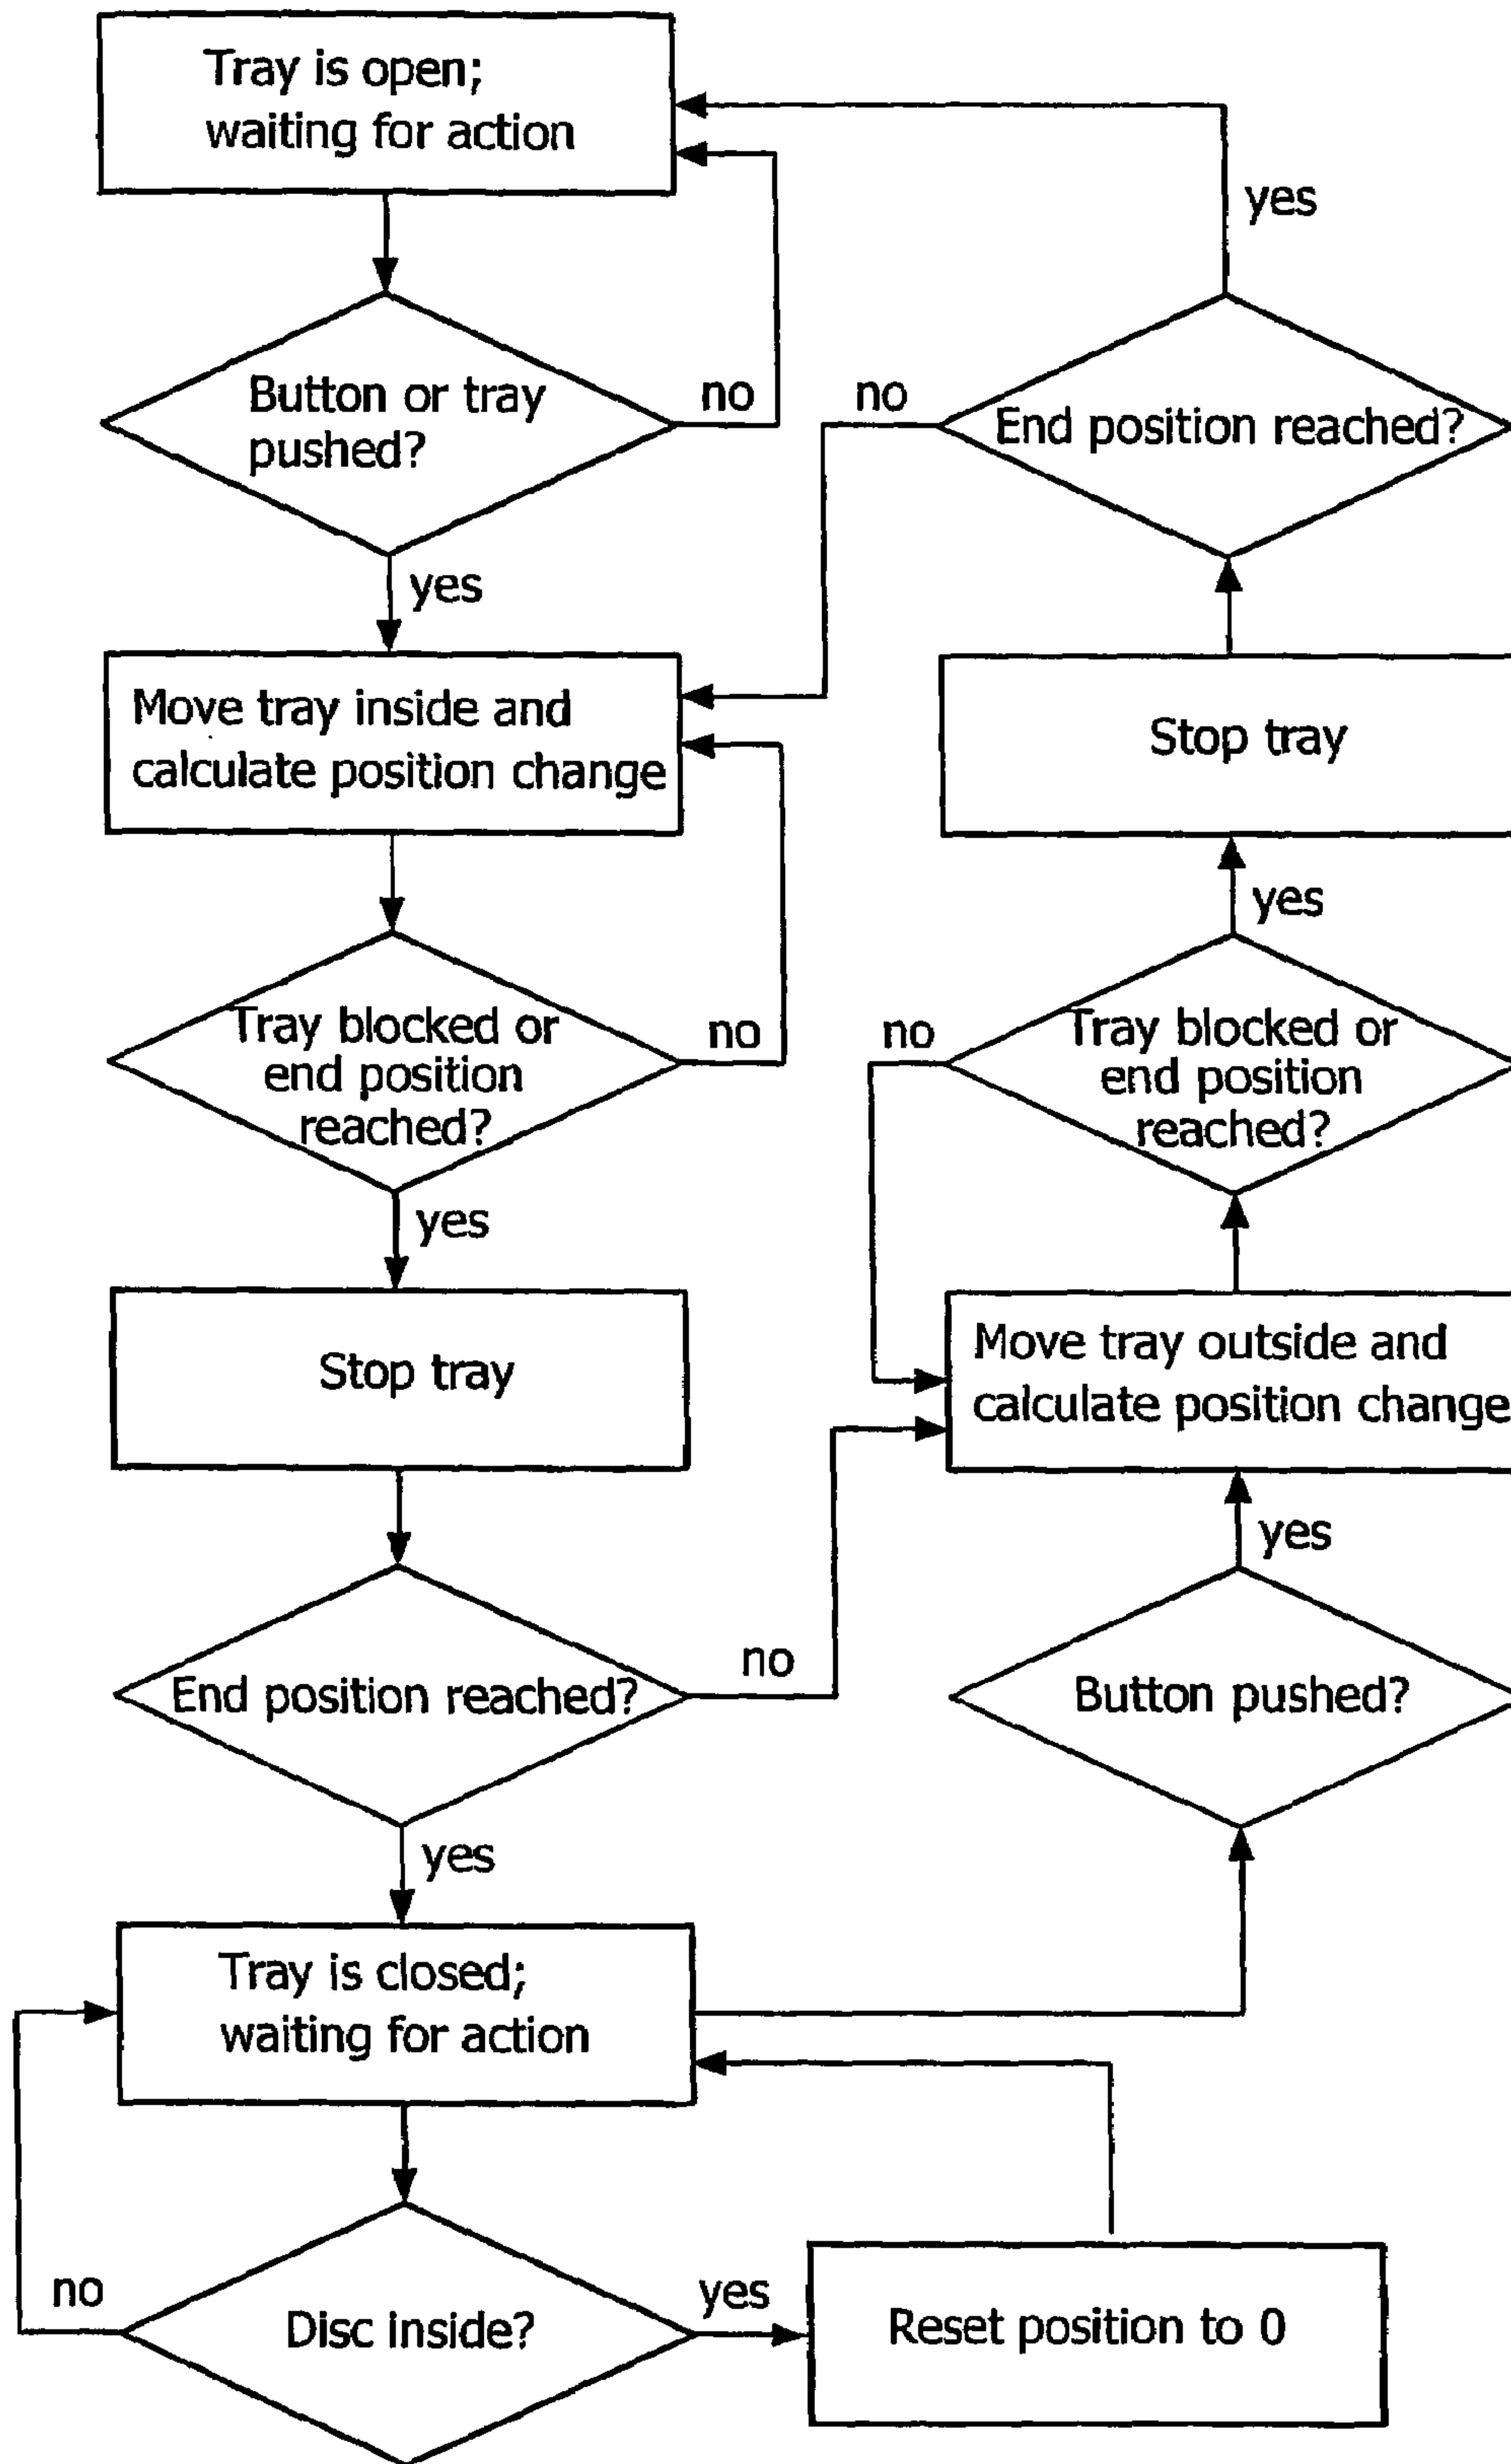 Tray is open;
waiting for action
yes
Button or tray
pushed?
no
no
End position reached?
yes
Move tray inside and
calculate position change
Stop tray
yes
Tray blocked or
end position
reached?
no
no
Tray blocked or
end position
reached?
yes
Stop tray
Move tray outside and
calculate position change
yes
End position reached?
no
Button pushed?
yes
Tray is closed;
waiting for action
no
Disc inside?
yes
Reset position to 0